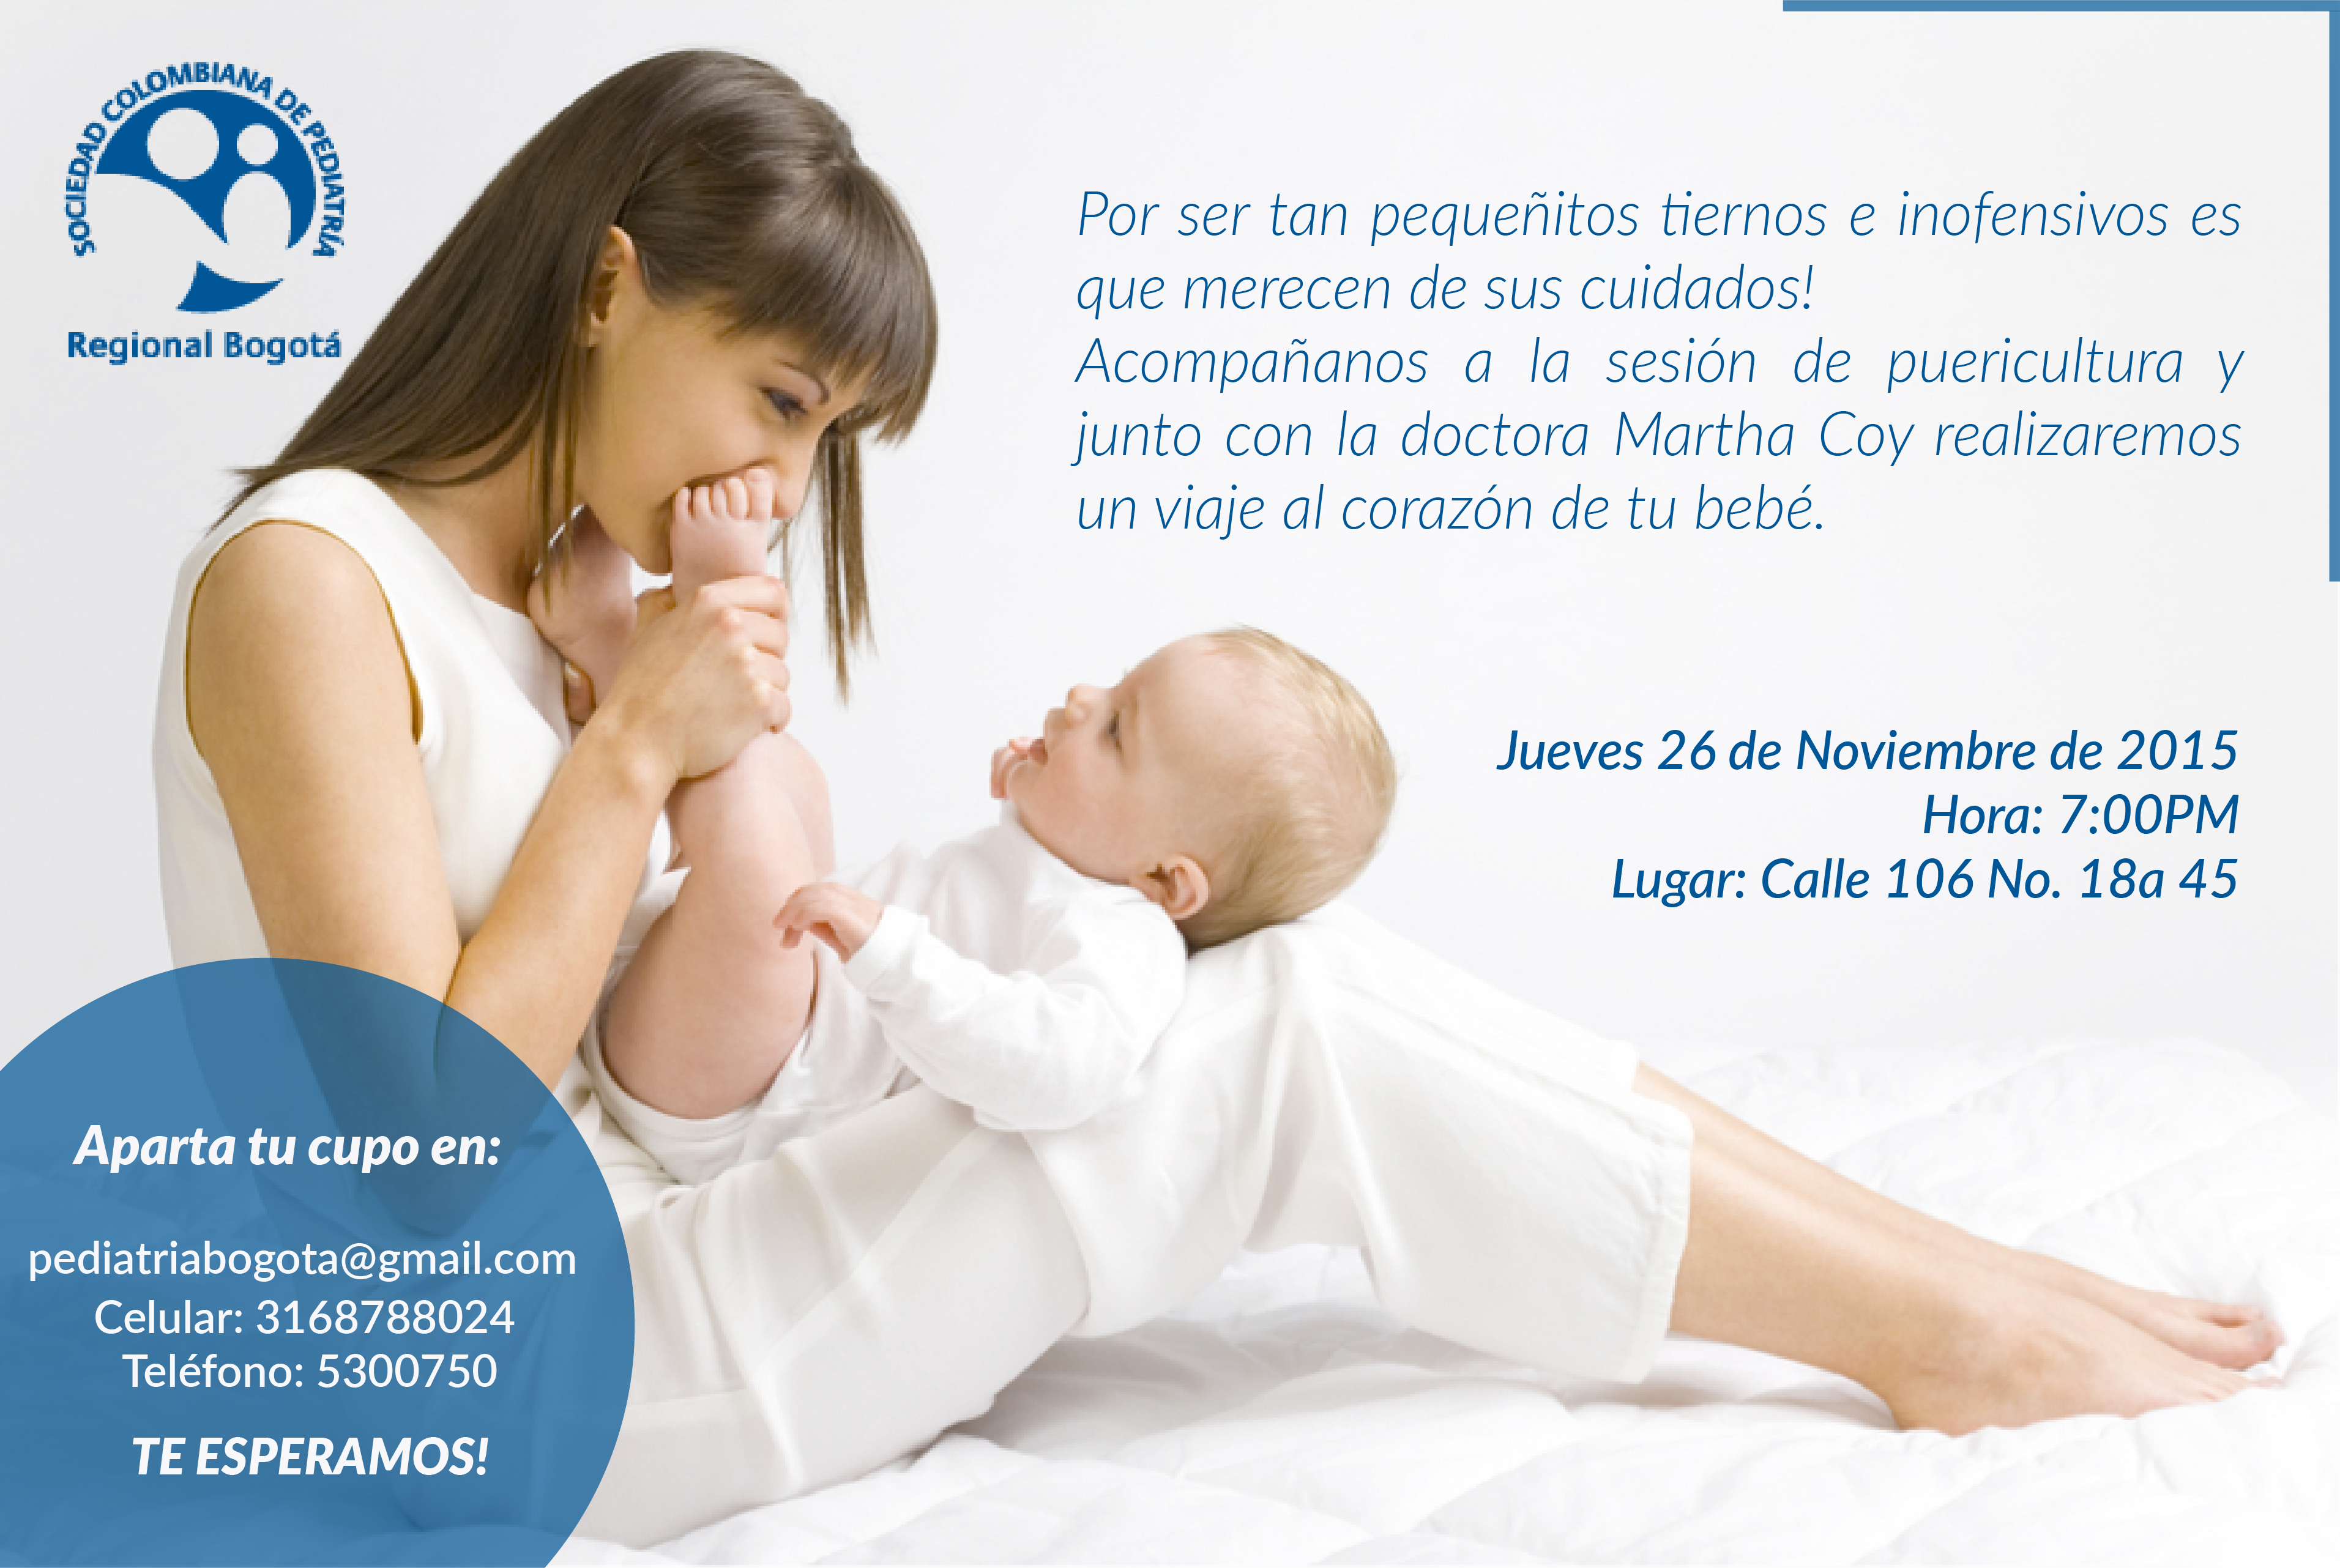 SOCIEDAD COLOMBIANA DE PEDIATRÍA
Regional Bogotá
Por ser tan pequeñitos tiernos e inofensivos es
que merecen de sus cuidados!
Acompañanos a la sesión de puericultura y
junto con la doctora Martha Coy realizaremos
un viaje al corazón de tu bebé.
Jueves 26 de Noviembre de 2015
Hora: 7:00PM
Lugar: Calle 106 No. 18a 45
Aparta tu cupo en:
pediatriabogota@gmail.com
Celular: 3168788024
Teléfono: 5300750
TE ESPERAMOS!